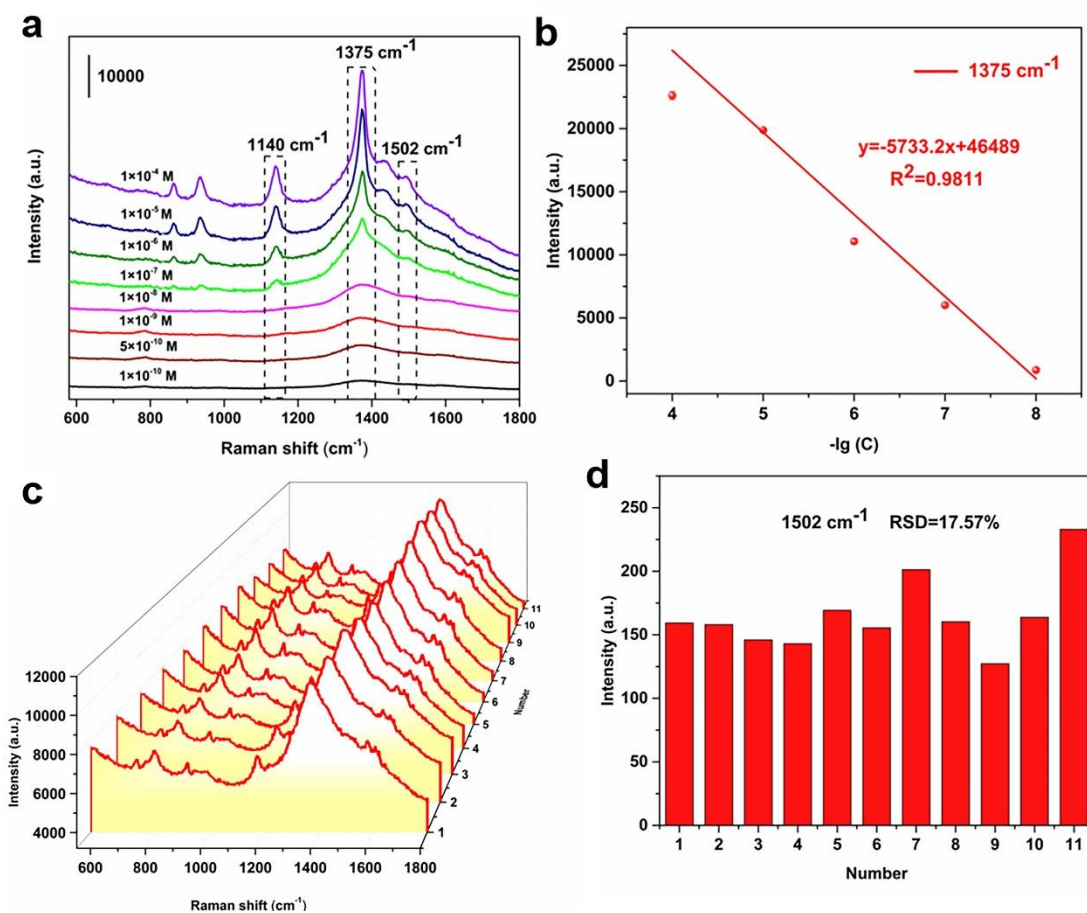 a
10000
1375 cm-1
1140 cm-1
1502 cm-1
1×10-4 M
1×10-5 M
1×10-6 M
1×10-7 M
1×10-8 M
1×10-9 M
5×10-10 M
1×10-10 M
Intensity (a.u.)
600 800 1000 1200 1400 1600 1800
Raman shift (cm-1)
b
1375 cm-1
y=-5733.2x+46489
R2=0.9811
25000
20000
15000
10000
5000
0
Intensity (a.u.)
4 5 6 7 8
-lg (C)
c
12000
10000
8000
6000
4000
Intensity (a.u.)
600 800 1000 1200 1400 1600 1800
Raman shift (cm-1)
11
10
9
8
7
6
5
4
3
2
1
Number
d
1502 cm-1 RSD=17.57%
250
200
150
100
50
0
Intensity (a.u.)
1 2 3 4 5 6 7 8 9 10 11
Number